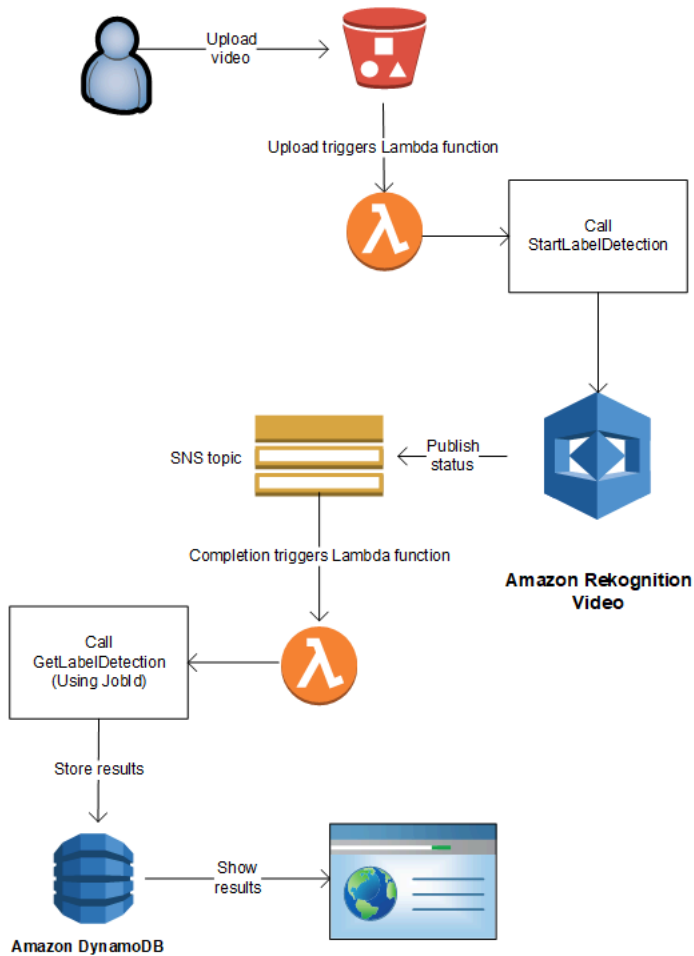 Upload
video
Upload triggers Lambda function
λ
Call
StartLabelDetection
Publish
status
SNS topic
Amazon Rekognition
Video
Completion triggers Lambda function
λ
Call
GetLabelDetection
(Using JobId)
Store results
Show
results
Amazon DynamoDB